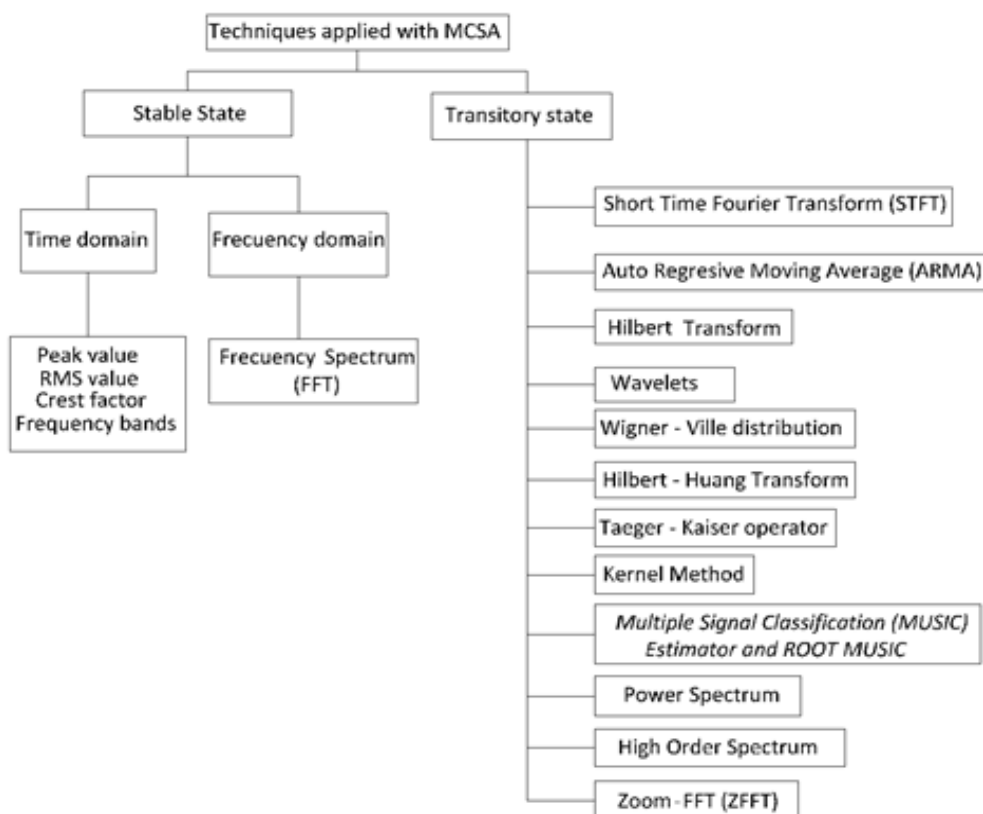 Techniques applied with MCSA
Stable State
Transitory state
Time domain
Frecuency domain
Peak value
RMS value
Crest factor
Frequency bands
Frecuency Spectrum
(FFT)
Short Time Fourier Transform (STFT)
Auto Regresive Moving Average (ARMA)
Hilbert Transform
Wavelets
Wigner - Ville distribution
Hilbert - Huang Transform
Taeger - Kaiser operator
Kernel Method
Multiple Signal Classification (MUSIC)
Estimator and ROOT MUSIC
Power Spectrum
High Order Spectrum
Zoom - FFT (ZFFT)